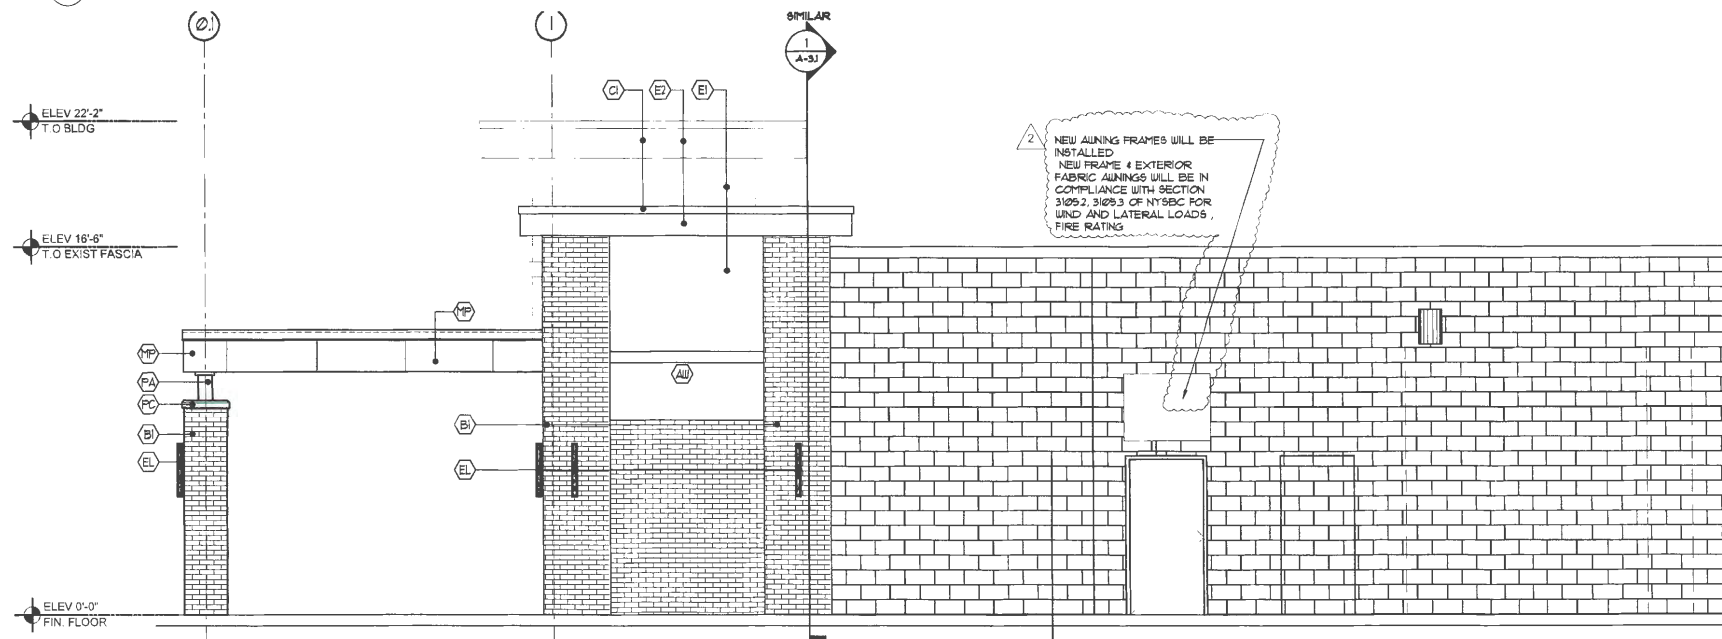 0.1
1
SIMILAR
1
A-3.1
C1
E2
E1
ELEV 22'-2"
T.O BLDG
2
NEW AWNING FRAMES WILL BE
INSTALLED
NEW FRAME & EXTERIOR
FABRIC AWNINGS WILL BE IN
COMPLIANCE WITH SECTION
3105.2, 3105.3 OF NYSBC FOR
WIND AND LATERAL LOADS ,
FIRE RATING
ELEV 16'-6"
T.O EXIST FASCIA
MP
MP
AW
PA
PC
B1
B1
EL
EL
ELEV 0'-0"
FIN. FLOOR